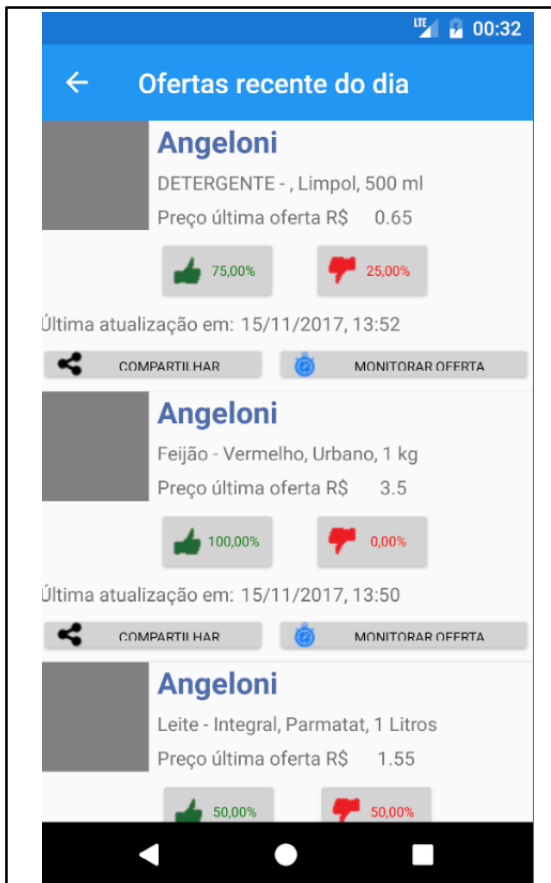 LTE 00:32
Ofertas recente do dia
Angeloni
DETERGENTE - , Limpol, 500 ml
Preço última oferta R$ 0.65
75,00% 25,00%
Última atualização em: 15/11/2017, 13:52
COMPARTILHAR MONITORAR OFERTA
Angeloni
Feijão - Vermelho, Urbano, 1 kg
Preço última oferta R$ 3.5
100,00% 0,00%
Última atualização em: 15/11/2017, 13:50
COMPARTILHAR MONITORAR OFERTA
Angeloni
Leite - Integral, Parmatat, 1 Litros
Preço última oferta R$ 1.55
50,00% 50,00%